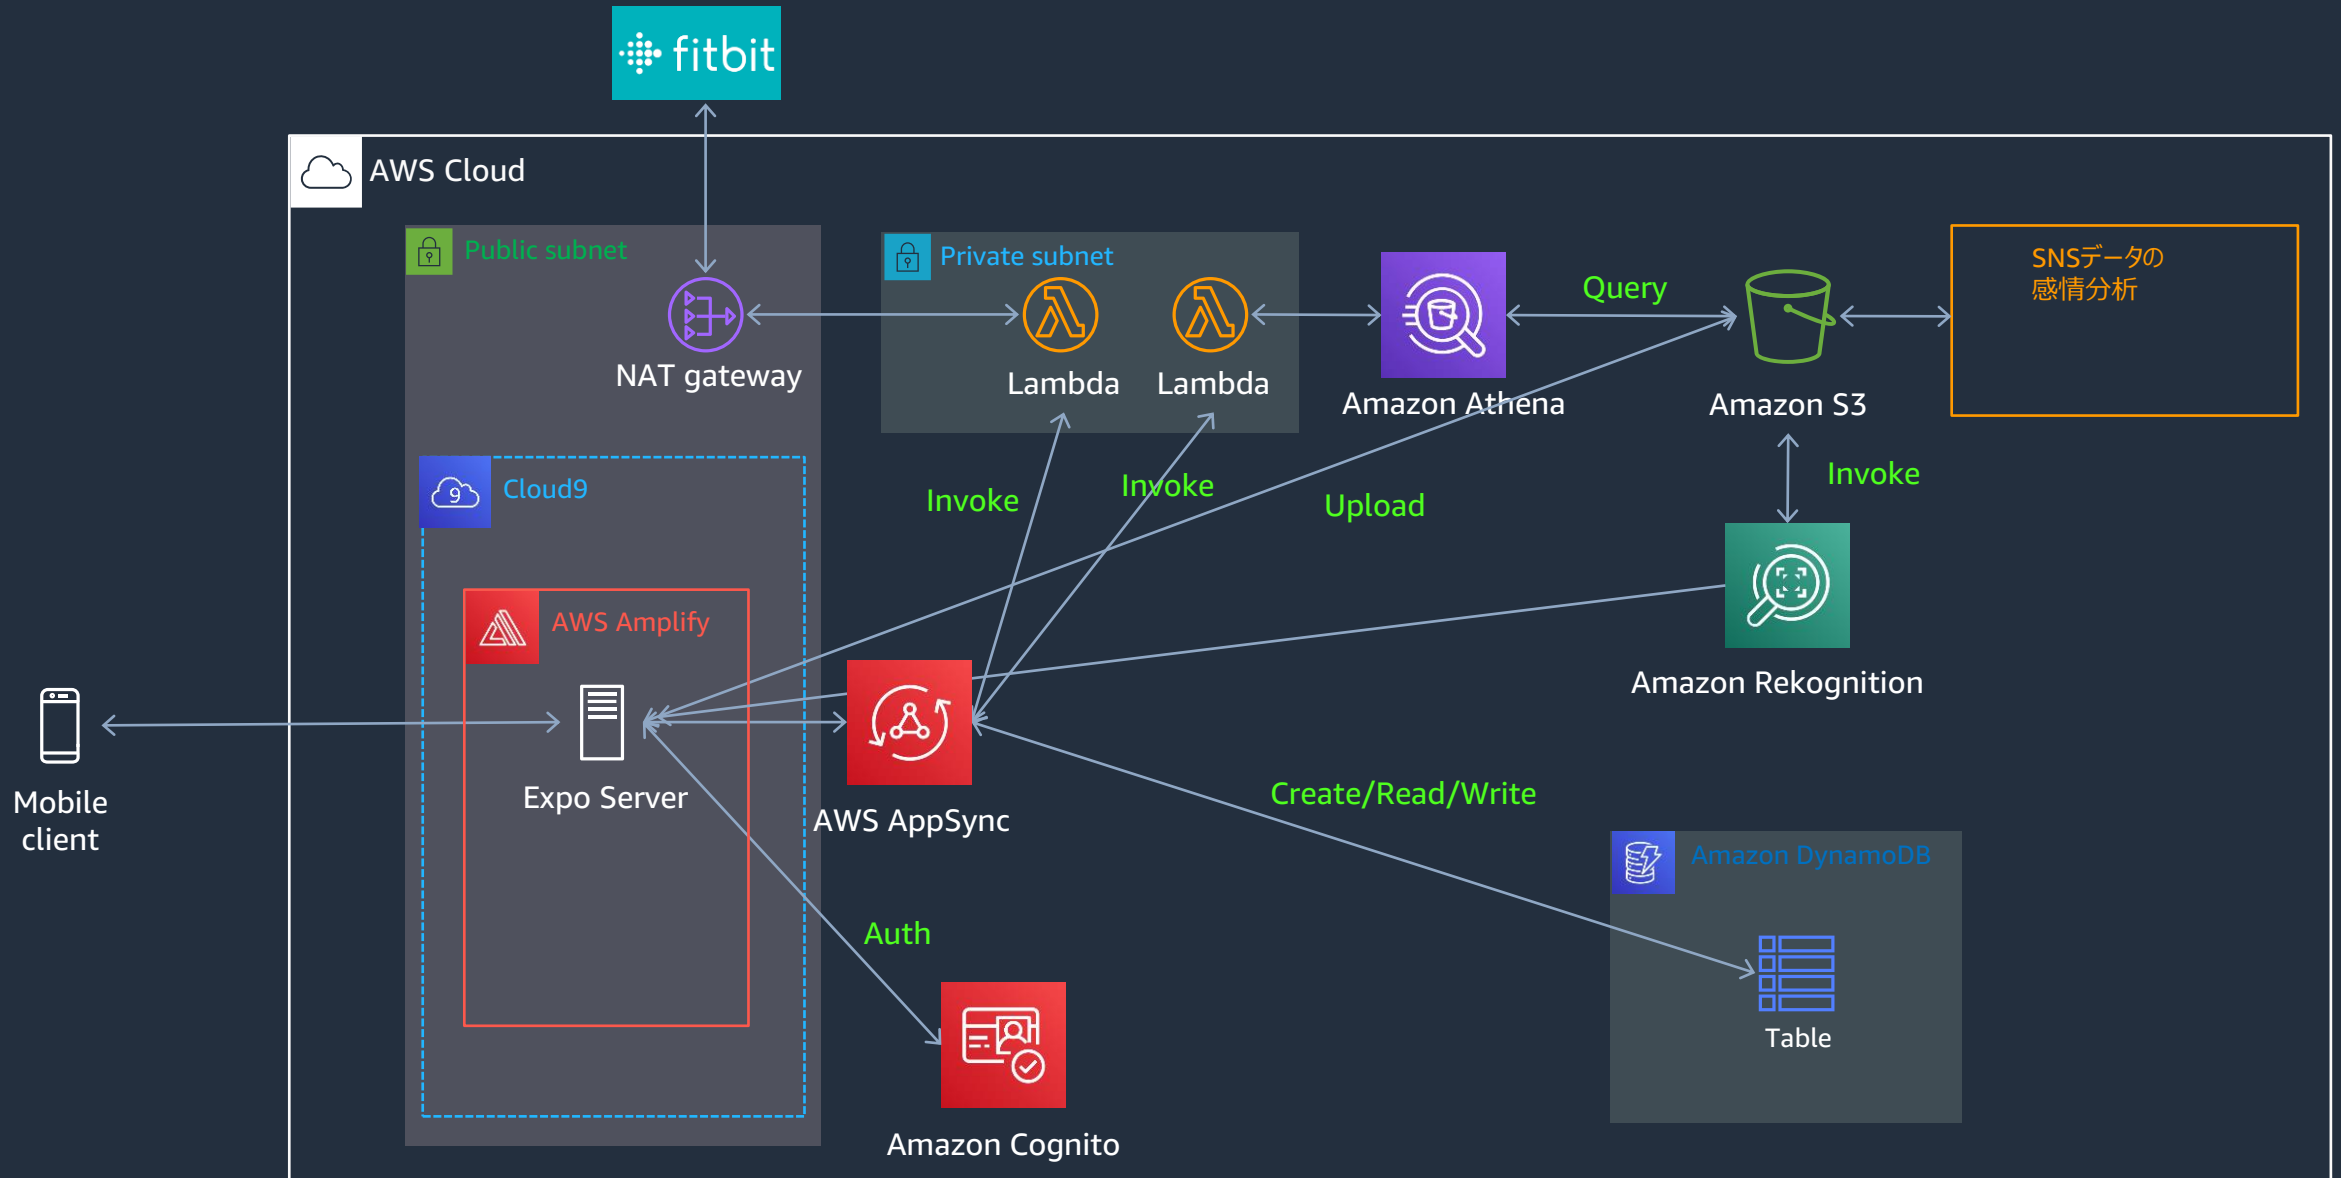 fitbit
AWS Cloud
Public subnet
Private subnet
SNSデータの
感情分析
Query
NAT gateway
Lambda
Lambda
Amazon Athena
Amazon S3
9
Cloud9
Invoke
Invoke
Upload
Invoke
AWS Amplify
Amazon Rekognition
Mobile
client
Expo Server
AWS AppSync
Create/Read/Write
Amazon DynamoDB
Auth
Table
Amazon Cognito